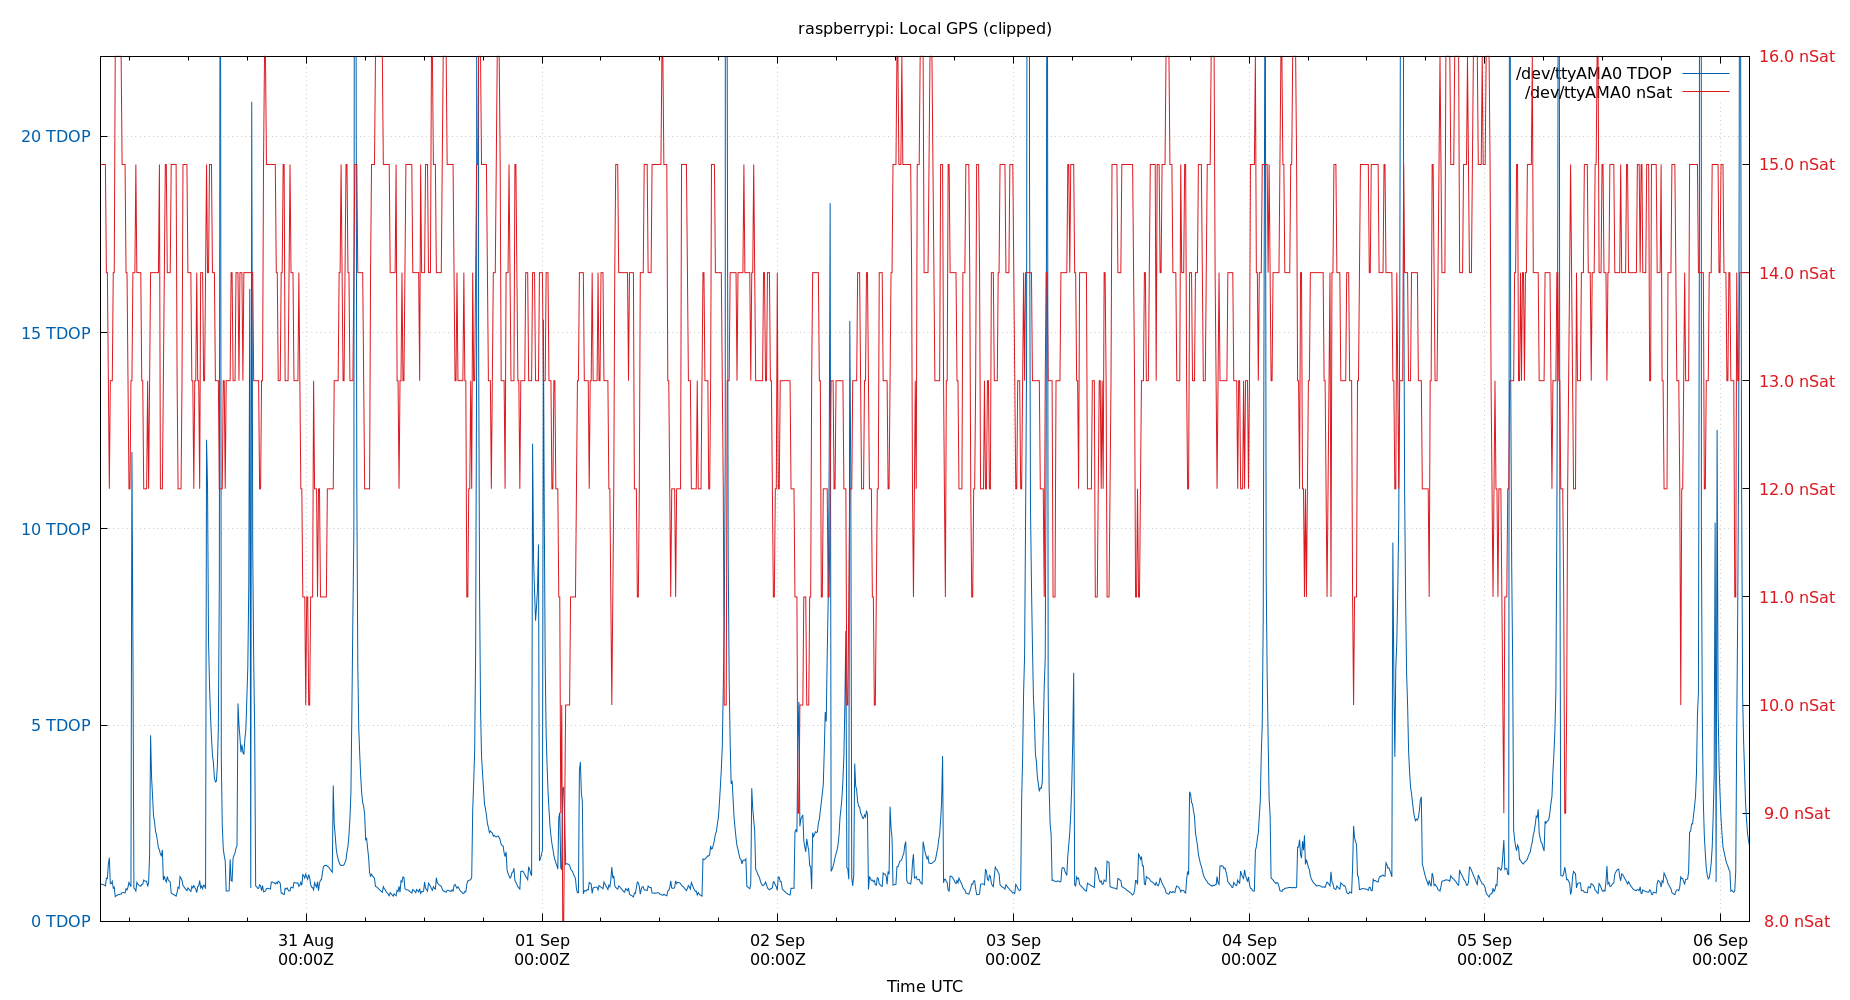 raspberrypi: Local GPS (clipped)
16.0 nSat
/dev/ttyAMA0 TDOP
/dev/ttyAMA0 nSat
20 TDOP
15.0 nSat
14.0 nSat
15 TDOP
13.0 nSat
12.0 nSat
10 TDOP
11.0 nSat
10.0 nSat
5 TDOP
9.0 nSat
0 TDOP
8.0 nSat
31 Aug
00:00Z
01 Sep
00:00Z
02 Sep
00:00Z
03 Sep
00:00Z
04 Sep
00:00Z
05 Sep
00:00Z
06 Sep
00:00Z
Time UTC